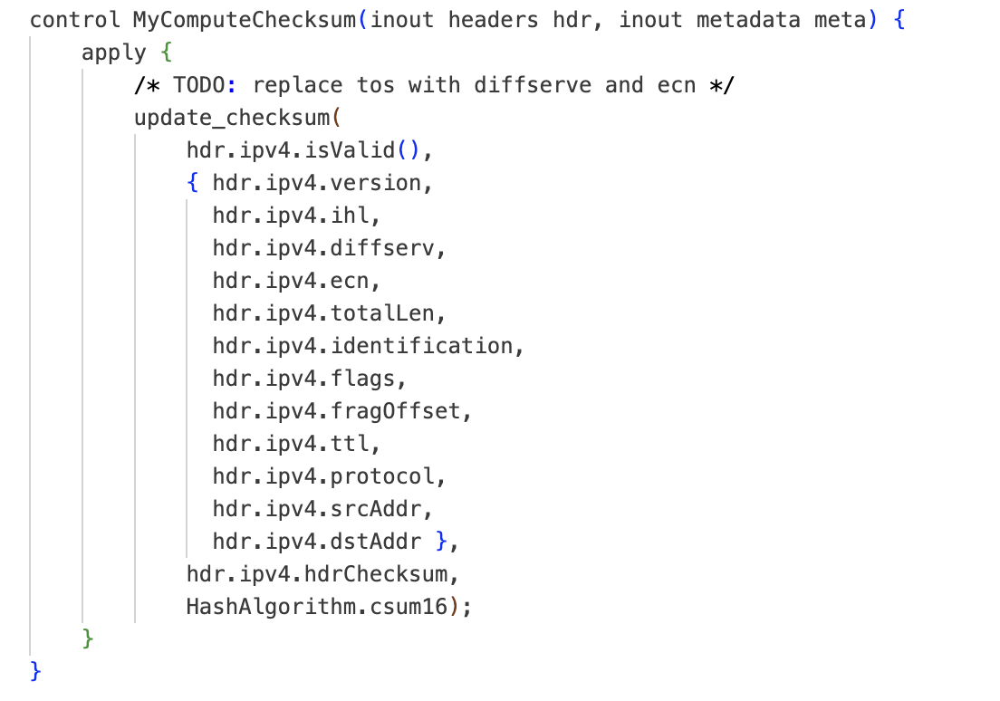 control MyComputeChecksum(inout headers hdr, inout metadata meta) {
apply {
/* TODO: replace tos with diffserve and ecn */
update_checksum(
hdr.ipv4.isValid(),
{ hdr.ipv4.version,
hdr.ipv4.ihl,
hdr.ipv4.diffserv,
hdr.ipv4.ecn,
hdr.ipv4.totalLen,
hdr.ipv4.identification,
hdr.ipv4.flags,
hdr.ipv4.fragOffset,
hdr.ipv4.ttl,
hdr.ipv4.protocol,
hdr.ipv4.srcAddr,
hdr.ipv4.dstAddr },
hdr.ipv4.hdrChecksum,
HashAlgorithm.csum16);
}
}